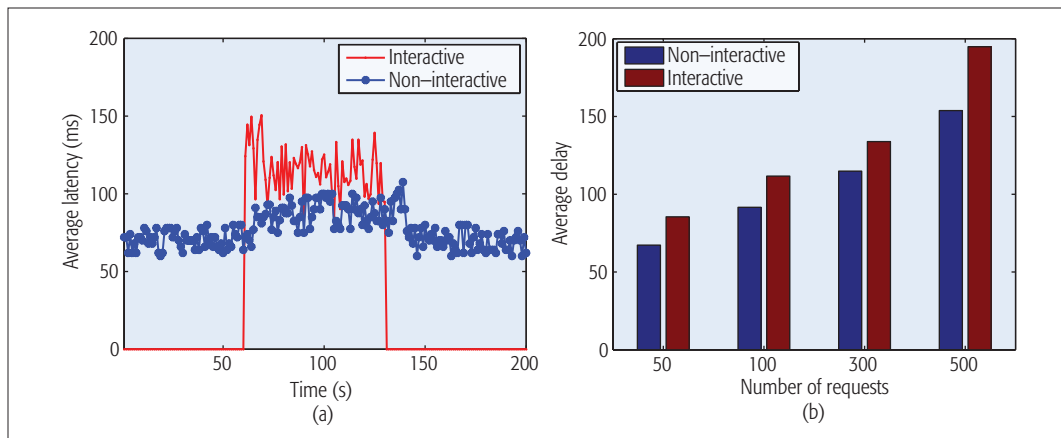 200
150
100
50
0
Average latency (ms)
Interactive
Non–interactive
50
100
150
200
Time (s)
(a)
200
150
100
50
0
Average delay
Non–interactive
Interactive
50
100
300
500
Number of requests
(b)